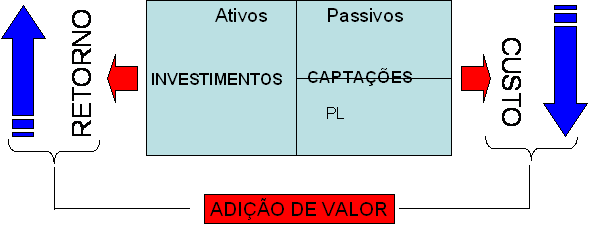 RETORNO
Ativos
INVESTIMENTOS
Passivos
CAPTAÇÕES
PL
CUSTO
ADIÇÃO DE VALOR